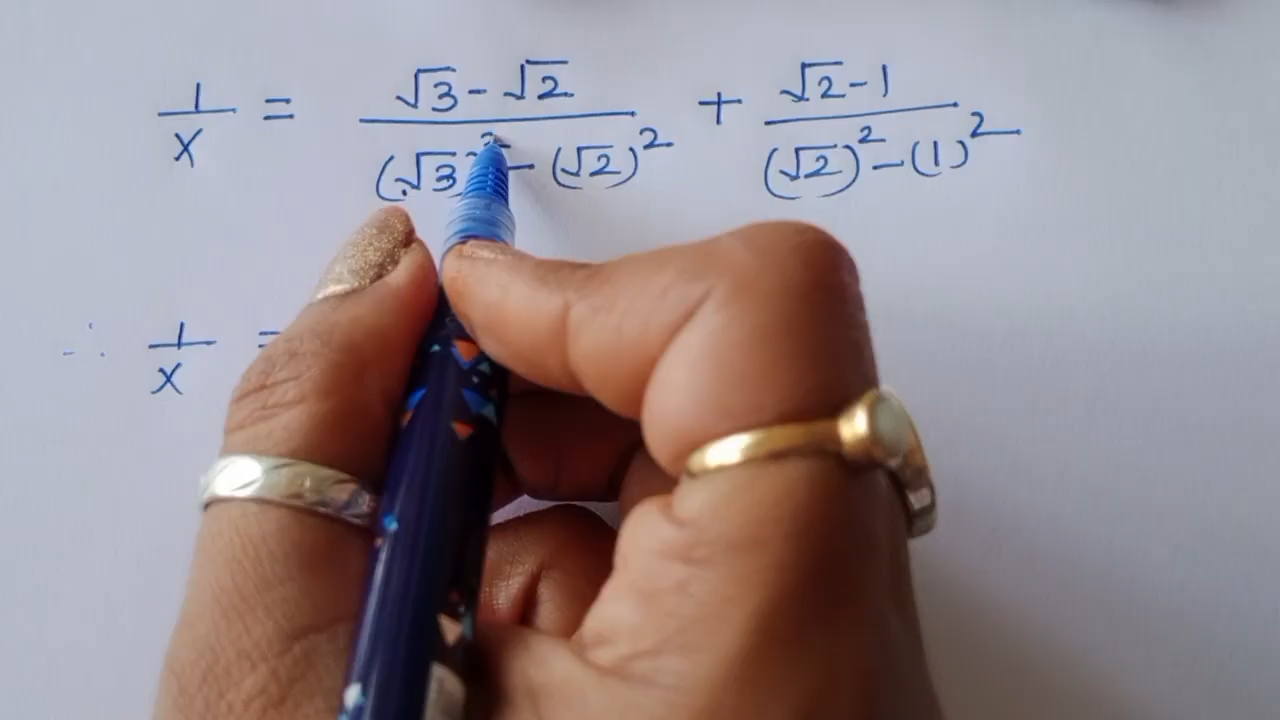 1/x = (√3 - √2)/((√3)² - (√2)²) + (√2 - 1)/((√2)² - (1)²)
∴ 1/x =